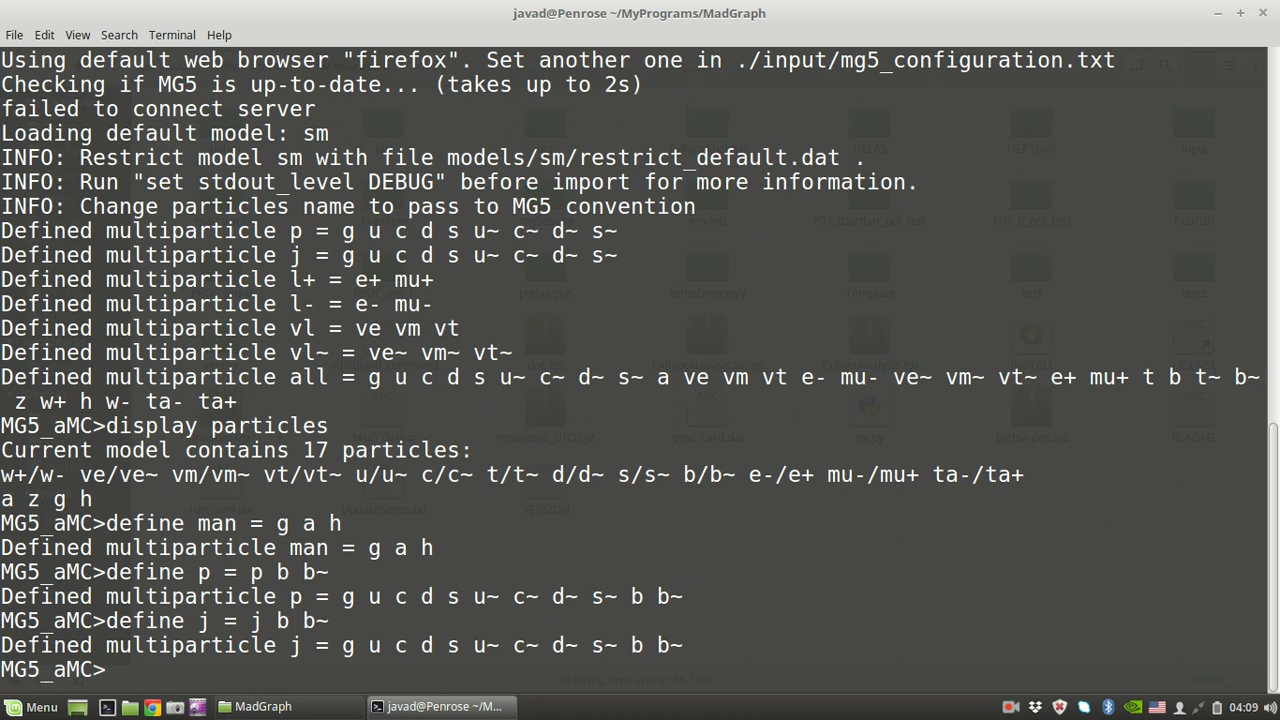 javad@Penrose ~/MyPrograms/MadGraph
File Edit View Search Terminal Help
Using default web browser "firefox". Set another one in ./input/mg5_configuration.txt
Checking if MG5 is up-to-date... (takes up to 2s)
failed to connect server
Loading default model: sm
INFO: Restrict model sm with file models/sm/restrict_default.dat .
INFO: Run "set stdout_level DEBUG" before import for more information.
INFO: Change particles name to pass to MG5 convention
Defined multiparticle p = g u c d s u~ c~ d~ s~
Defined multiparticle j = g u c d s u~ c~ d~ s~
Defined multiparticle l+ = e+ mu+
Defined multiparticle l- = e- mu-
Defined multiparticle vl = ve vm vt
Defined multiparticle vl~ = ve~ vm~ vt~
Defined multiparticle all = g u c d s u~ c~ d~ s~ a ve vm vt e- mu- ve~ vm~ vt~ e+ mu+ t b t~ b~
z w+ h w- ta- ta+
MG5_aMC>display particles
Current model contains 17 particles:
w+/w- ve/ve~ vm/vm~ vt/vt~ u/u~ c/c~ t/t~ d/d~ s/s~ b/b~ e-/e+ mu-/mu+ ta-/ta+
a z g h
MG5_aMC>define man = g a h
Defined multiparticle man = g a h
MG5_aMC>define p = p b b~
Defined multiparticle p = g u c d s u~ c~ d~ s~ b b~
MG5_aMC>define j = j b b~
Defined multiparticle j = g u c d s u~ c~ d~ s~ b b~
MG5_aMC>
Menu MadGraph javad@Penrose ~/M... 04:09